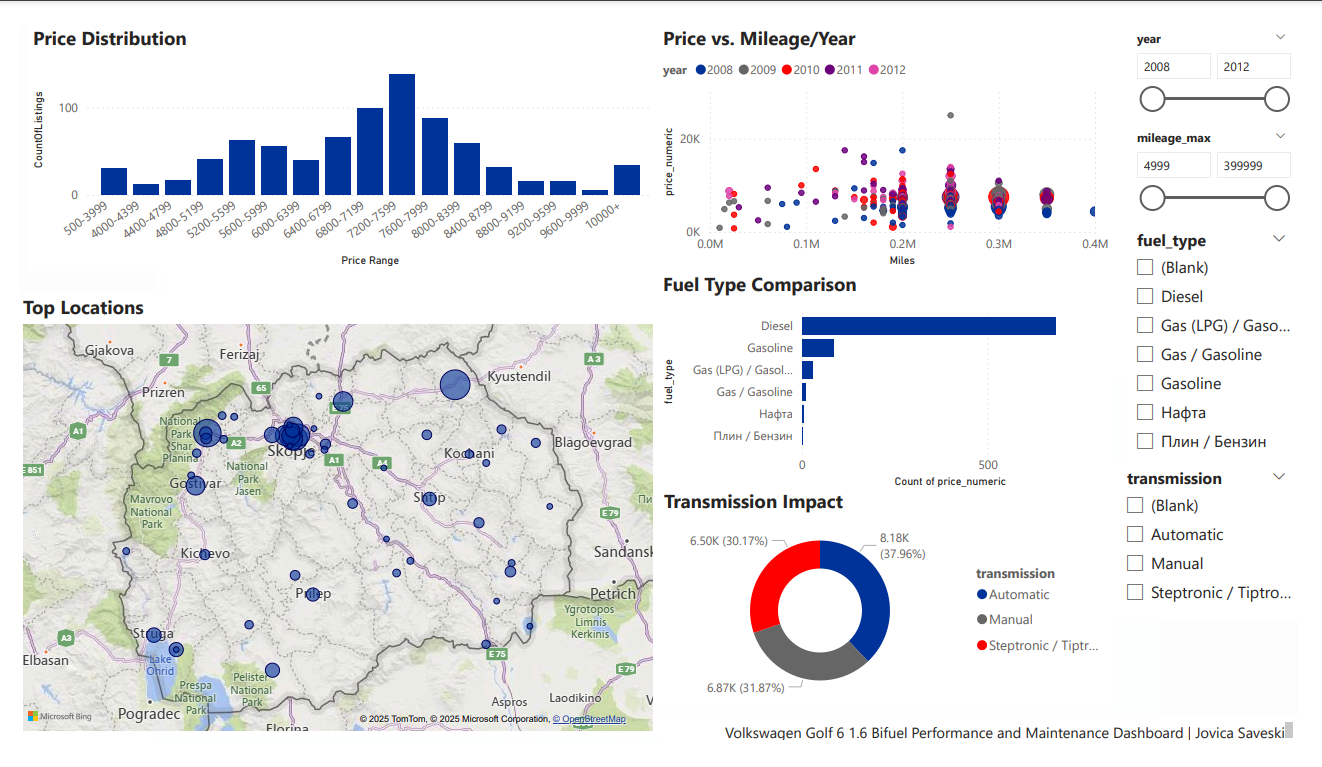 Price Distribution
CountOfListings
100
0
500-3999
4000-4399
4400-4799
4800-5199
5200-5599
5600-5999
6000-6399
6400-6799
6800-7199
7200-7599
7600-7999
8000-8399
8400-8799
8800-9199
9200-9599
9600-9999
10000+
Price Range
Top Locations
Gjakova
7
Ferizaj
Prizren
65
Kyustendil
A 3
National
Park
Shar
Planina
A1
A2
Skopje
A1
A4
Kochani
Blagoevgrad
E 851
Gostivar
National
Park
Jasen
Mavrovo
National
Park
Shtip
Пи
E 79
Kichevo
Sandansk
Prilep
Petrich
Ygrotopos
Limnis
Kerkinis
A3
Struga
Elbasan
Lake
Ohrid
E 75
E79
Prespa
National
Park
Pelister
National
Park
Pogradec
Aspros
Laodikino
V
Florina
Microsoft Bing
© 2025 TomTom, © 2025 Microsoft Corporation, © OpenStreetMap
Price vs. Mileage/Year
year 2008 2009 2010 2011 2012
price_numeric
20K
0K
0.0M 0.1M 0.2M 0.3M 0.4M
Miles
Fuel Type Comparison
fuel_type
Diesel
Gasoline
Gas (LPG) / Gasol...
Gas / Gasoline
Нафта
Плин / Бензин
0 500
Count of price_numeric
Transmission Impact
6.50K (30.17%)
8.18K
(37.96%)
6.87K (31.87%)
transmission
Automatic
Manual
Steptronic / Tiptr...
year
2008 2012
mileage_max
4999 399999
fuel_type
(Blank)
Diesel
Gas (LPG) / Gaso...
Gas / Gasoline
Gasoline
Нафта
Плин / Бензин
transmission
(Blank)
Automatic
Manual
Steptronic / Tiptro...
Volkswagen Golf 6 1.6 Bifuel Performance and Maintenance Dashboard | Jovica Saveski